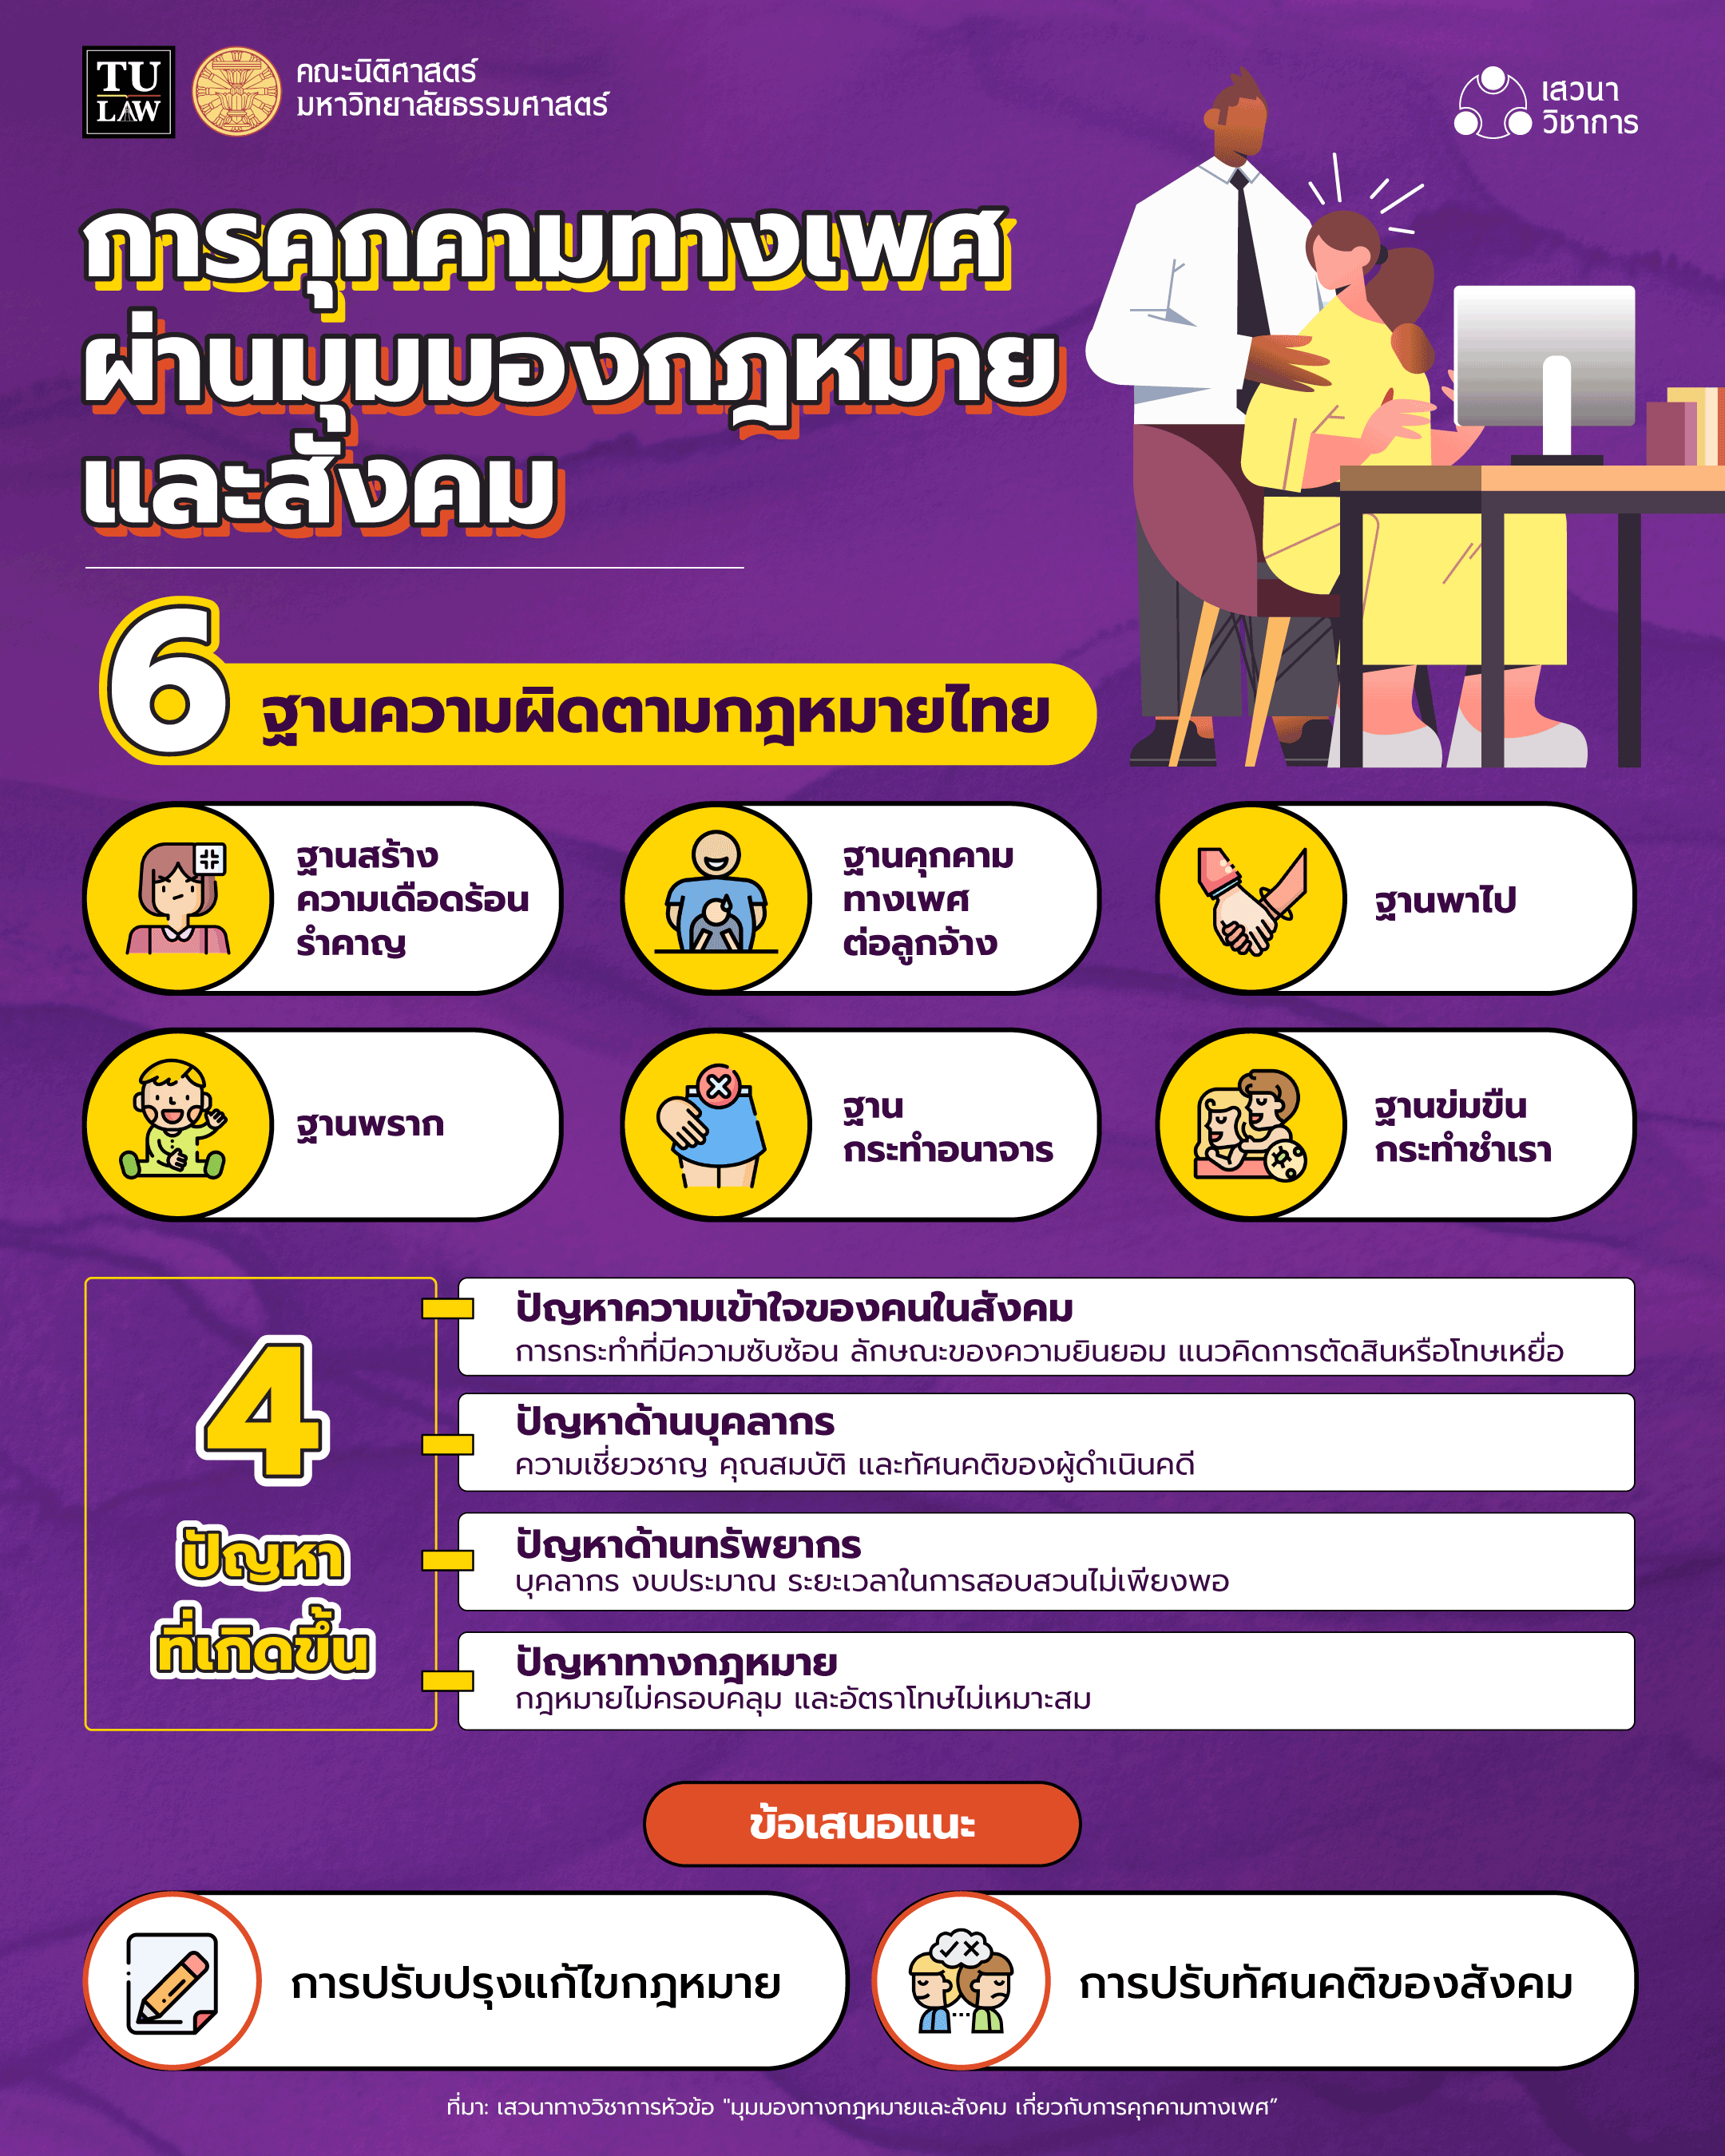 TU
LAW
คณะนิติศาสตร์
มหาวิทยาลัยธรรมศาสตร์
เสวนา
วิชาการ
การคุกคามทางเพศ
ผ่านมุมมองกฎหมาย
และสังคม
6 ฐานความผิดตามกฎหมายไทย
ฐานสร้าง
ความเดือดร้อน
รำคาญ
ฐานคุกคาม
ทางเพศ
ต่อลูกจ้าง
ฐานพาไป
ฐานพราก
ฐาน
กระทำอนาจาร
ฐานข่มขืน
กระทำชำเรา
4
ปัญหา
ที่เกิดขึ้น
ปัญหาความเข้าใจของคนในสังคม
การกระทำที่มีความซับซ้อน ลักษณะของความยินยอม แนวคิดการตัดสินหรือโทษเหยื่อ
ปัญหาด้านบุคลากร
ความเชี่ยวชาญ คุณสมบัติ และทัศนคติของผู้ดำเนินคดี
ปัญหาด้านทรัพยากร
บุคลากร งบประมาณ ระยะเวลาในการสอบสวนไม่เพียงพอ
ปัญหาทางกฎหมาย
กฎหมายไม่ครอบคลุม และอัตราโทษไม่เหมาะสม
ข้อเสนอแนะ
การปรับปรุงแก้ไขกฎหมาย
การปรับทัศนคติของสังคม
ที่มา: เสวนาทางวิชาการหัวข้อ "มุมมองทางกฎหมายและสังคม เกี่ยวกับการคุกคามทางเพศ"